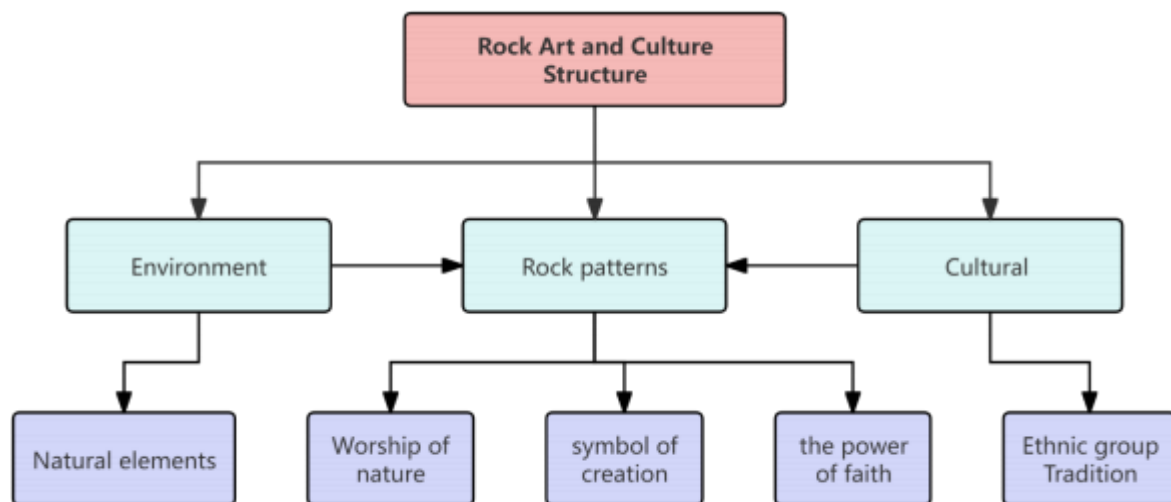 Rock Art and Culture
Structure
Environment
Rock patterns
Cultural
Natural elements
Worship of
nature
symbol of
creation
the power
of faith
Ethnic group
Tradition